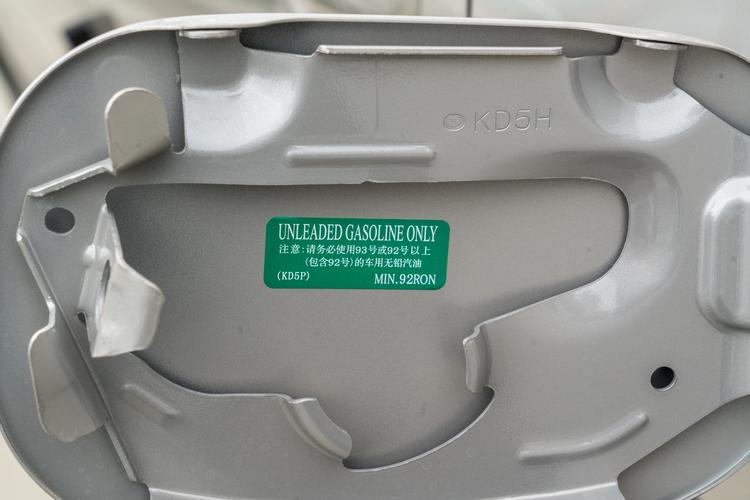 KD5H
UNLEADED GASOLINE ONLY
注意:请务必使用93号或92号以上
(包含92号)的车用无铅汽油
(KD5P) MIN.92RON